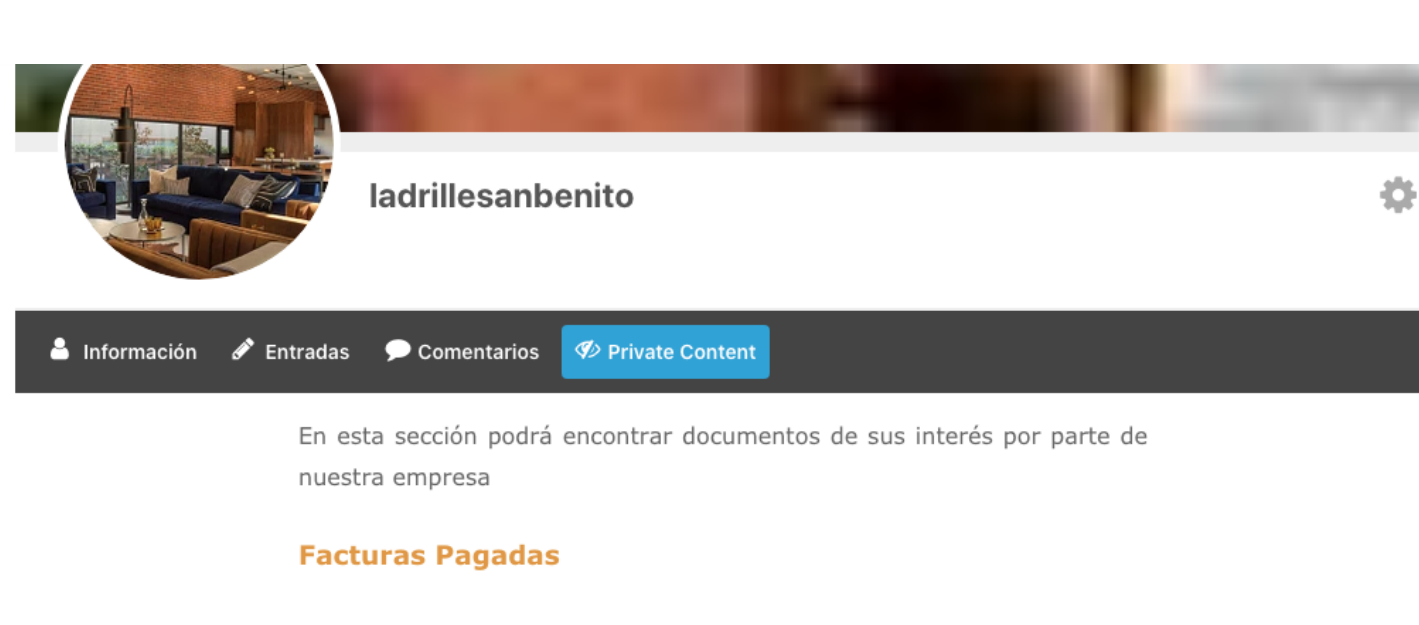 ladrillesanbenito
Información Entradas Comentarios Private Content
En esta sección podrá encontrar documentos de sus interés por parte de
nuestra empresa
Facturas Pagadas